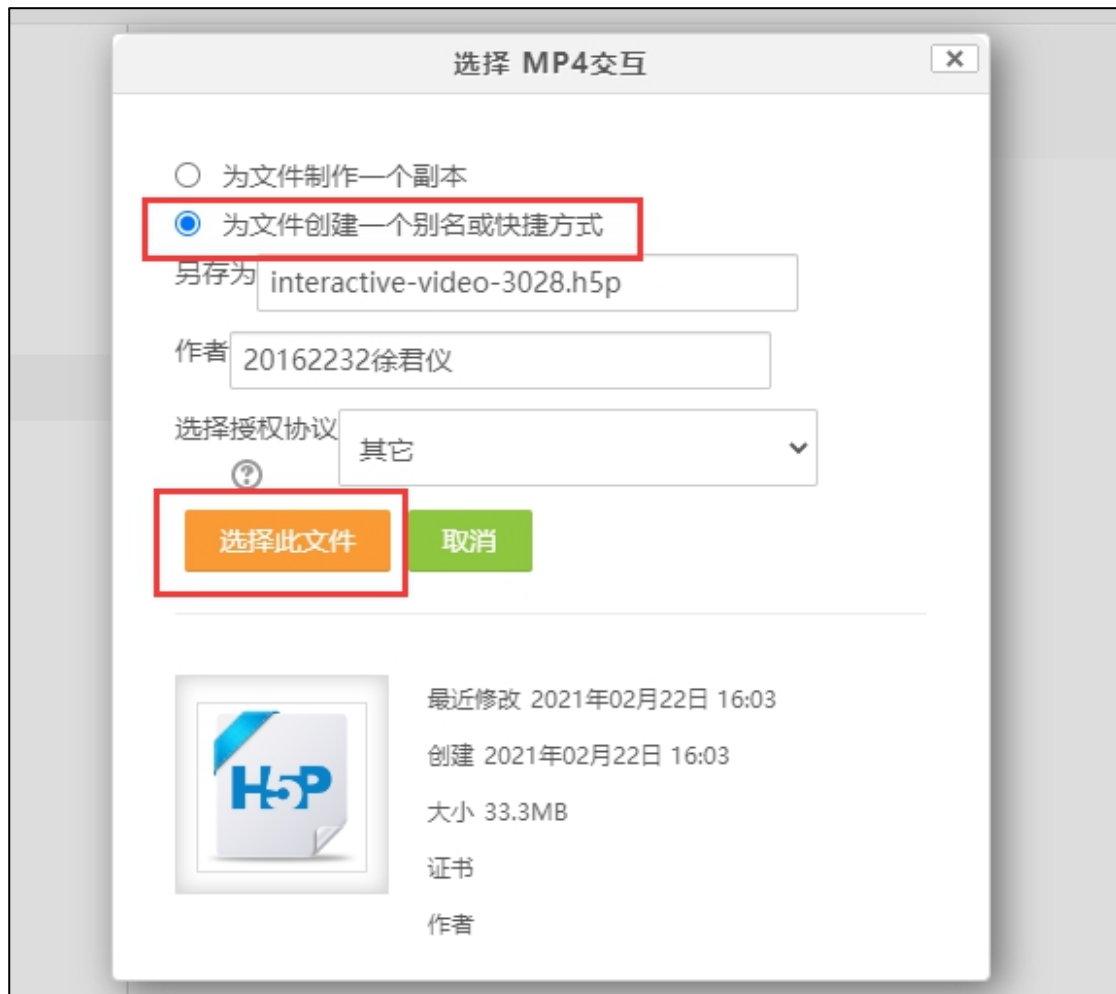 选择 MP4交互
为文件制作一个副本
为文件创建一个别名或快捷方式
另存为 interactive-video-3028.h5p
作者 20162232徐君仪
选择授权协议 其它
选择此文件 取消
H5P
最近修改 2021年02月22日 16:03
创建 2021年02月22日 16:03
大小 33.3MB
证书
作者